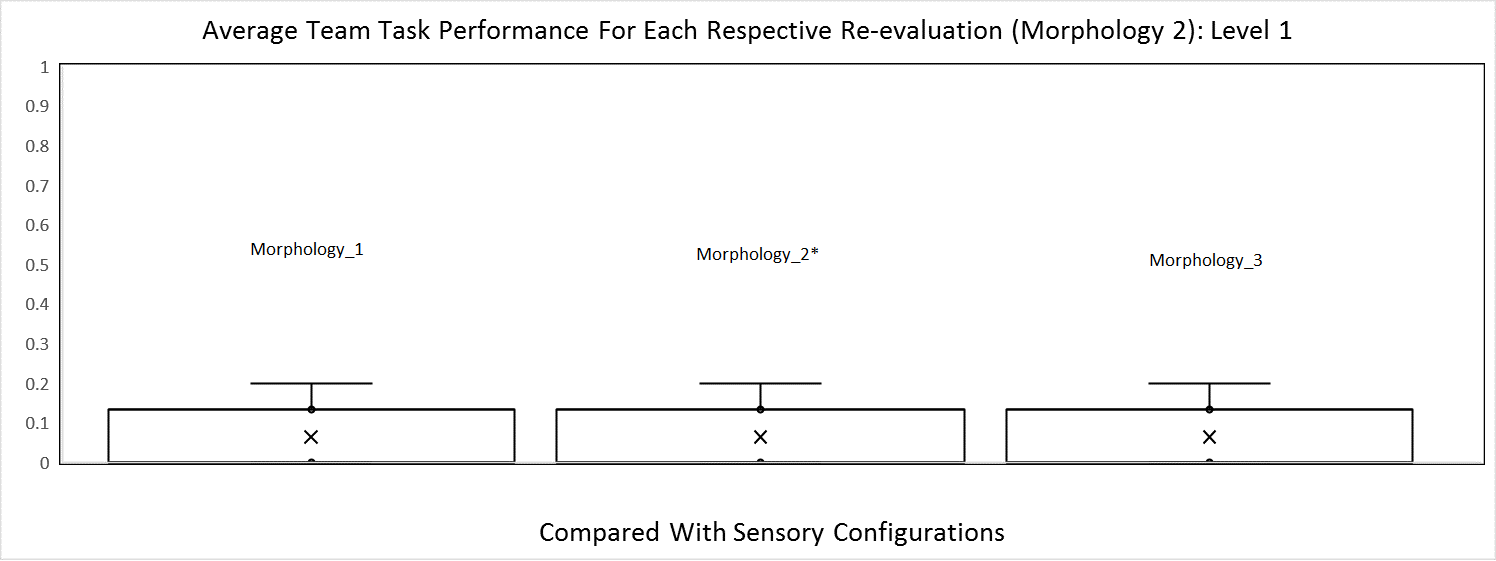 Average Team Task Performance For Each Respective Re-evaluation (Morphology 2): Level 1
1
0.9
0.8
0.7
0.6
0.5
0.4
0.3
0.2
0.1
0
Morphology_1
Morphology_2*
Morphology_3
Compared With Sensory Configurations